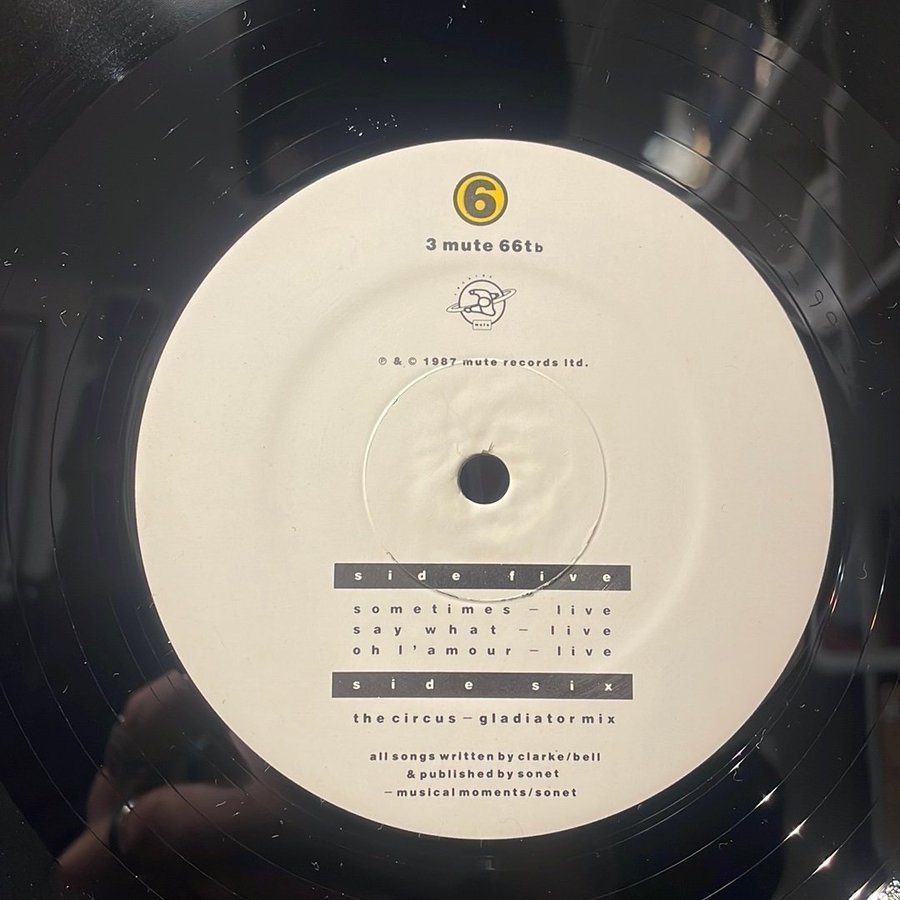 6
3 mute 66tb
mute
℗ & © 1987 mute records ltd.
side five
sometimes – live
say what – live
oh l'amour – live
side six
the circus – gladiator mix
all songs written by clarke/bell
& published by sonet
– musical moments/sonet